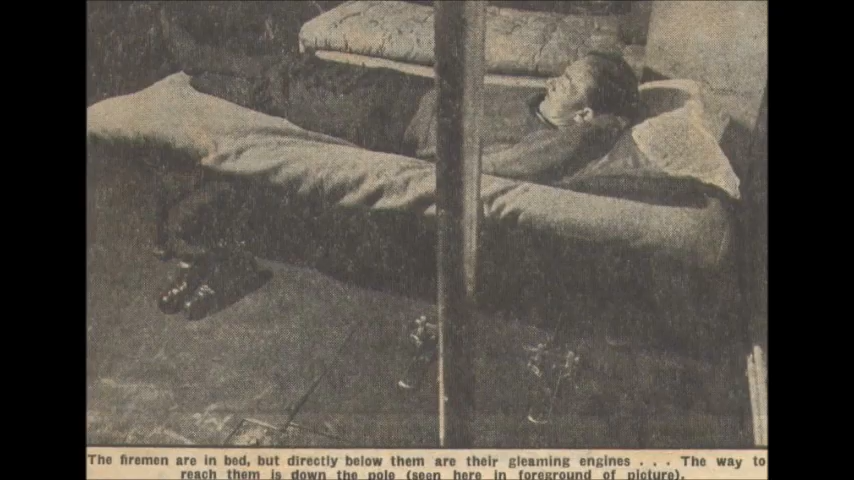 The firemen are in bed, but directly below them are their gleaming engines . . . The way to
reach them is down the pole (seen here in foreground of picture).